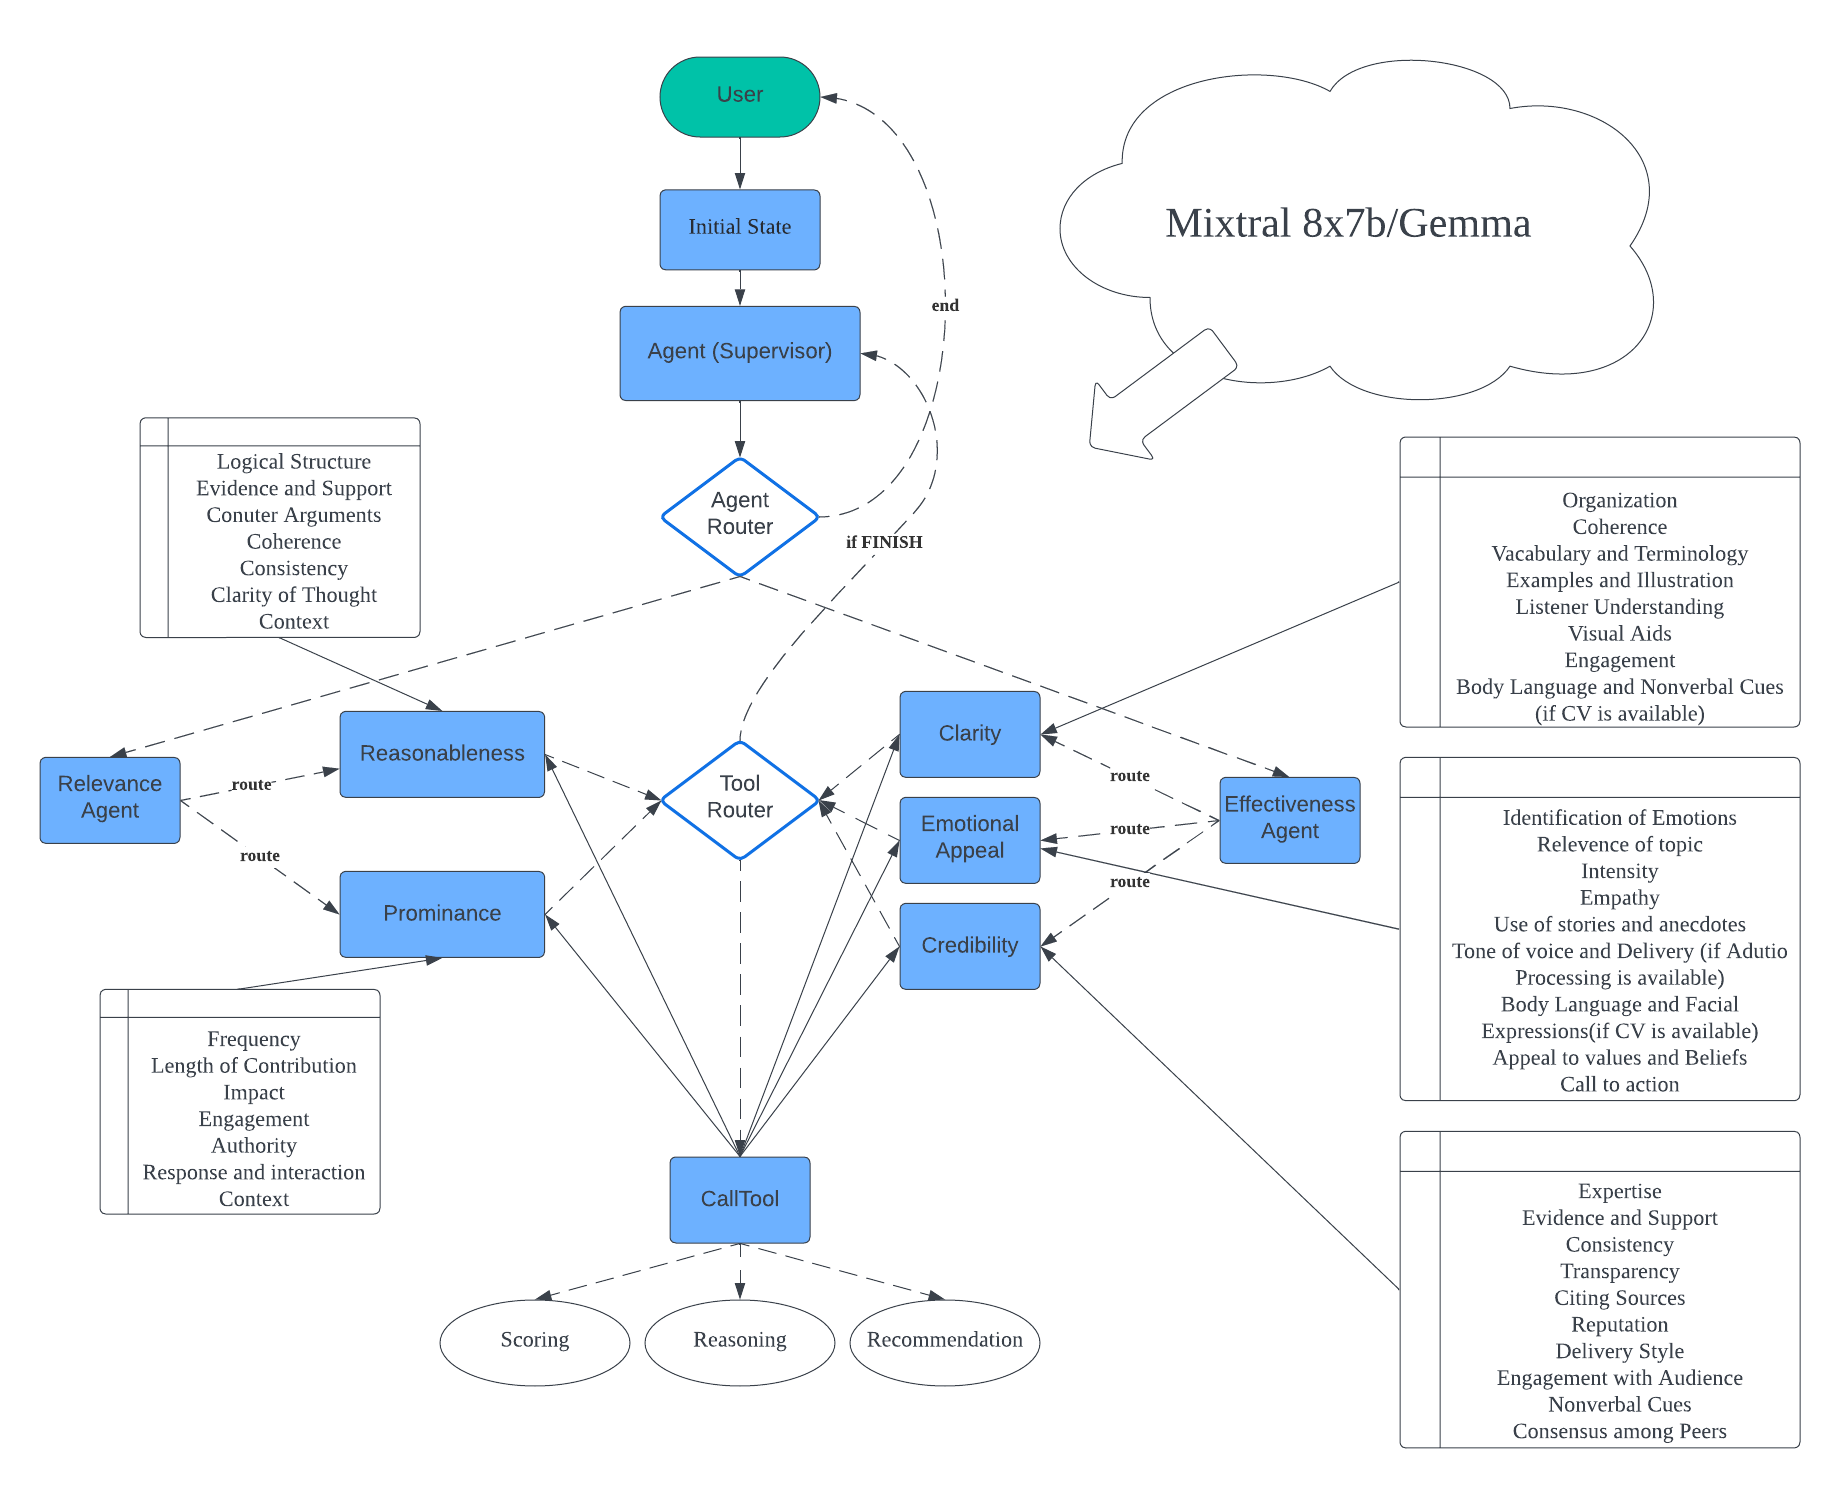 User
Initial State
Mixtral 8x7b/Gemma
end
Agent (Supervisor)
Agent
Router
if FINISH
Logical Structure
Evidence and Support
Conuter Arguments
Coherence
Consistency
Clarity of Thought
Context
Organization
Coherence
Vacabulary and Terminology
Examples and Illustration
Listener Understanding
Visual Aids
Engagement
Body Language and Nonverbal Cues
(if CV is available)
Relevance
Agent
route
route
Reasonableness
Prominance
Tool
Router
Clarity
Emotional
Appeal
Credibility
route
route
route
Effectiveness
Agent
Identification of Emotions
Relevence of topic
Intensity
Empathy
Use of stories and anecdotes
Tone of voice and Delivery (if Adutio
Processing is available)
Body Language and Facial
Expressions(if CV is available)
Appeal to values and Beliefs
Call to action
Frequency
Length of Contribution
Impact
Engagement
Authority
Response and interaction
Context
CallTool
Scoring
Reasoning
Recommendation
Expertise
Evidence and Support
Consistency
Transparency
Citing Sources
Reputation
Delivery Style
Engagement with Audience
Nonverbal Cues
Consensus among Peers